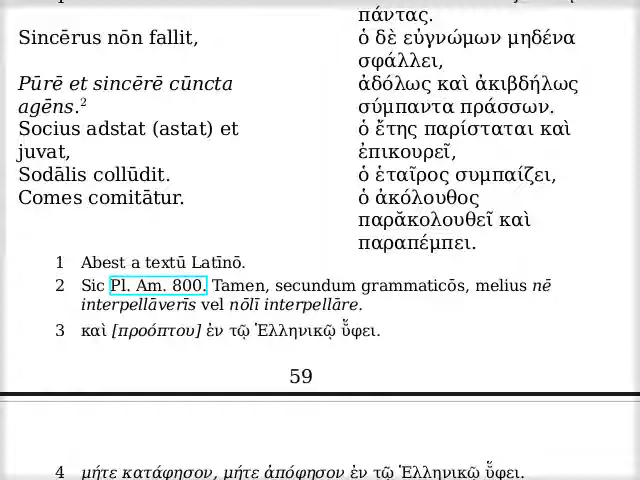 πάντας.
Sincērus nōn fallit,
ὁ δὲ εὐγνώμων μηδένα
σφάλλει,
Pūrē et sincērē cūncta
agēns.²
ἀδόλως καὶ ἀκιβδήλως
σύμπαντα πράσσων.
Socius adstat (astat) et
juvat,
ὁ ἔτης παρίσταται καὶ
ἐπικουρεῖ,
Sodālis collūdit.
ὁ ἑταῖρος συμπαίζει,
Comes comitātur.
ὁ ἀκόλουθος
παρᾰκολουθεῖ καὶ
παραπέμπει.
1 Abest a textū Latīnō.
2 Sic Pl. Am. 800. Tamen, secundum grammaticōs, melius nē
interpellāverīs vel nōlī interpellāre.
3 καὶ [προόπτου] ἐν τῷ Ἑλληνικῷ ὕφει.
59
4 μήτε κατάφησον, μήτε ἀπόφησον ἐν τῷ Ἑλληνικῷ ὕφει.